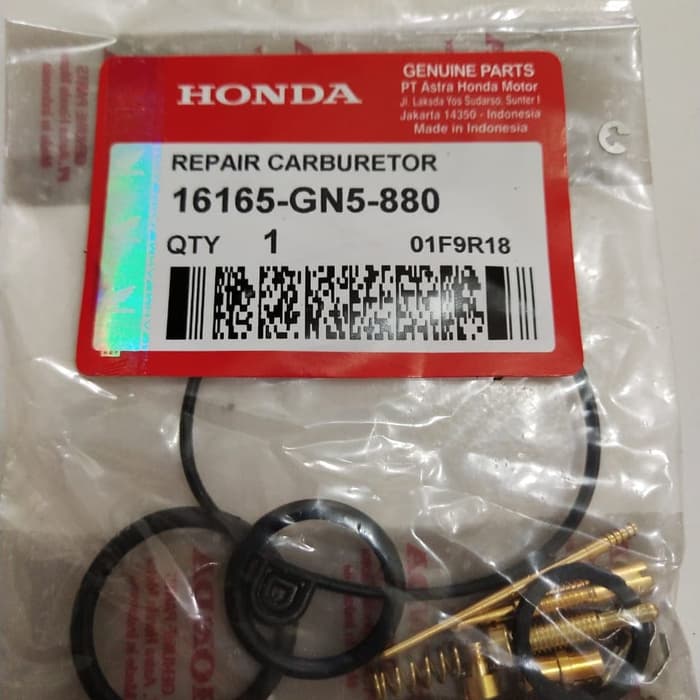 HONDA
GENUINE PARTS
PT Astra Honda Motor
Jl. Laksda Yos Sudarso, Sunter I
Jakarta 14350 - Indonesia
Made in Indonesia
REPAIR CARBURETOR
16165-GN5-880
QTY 1 01F9R18